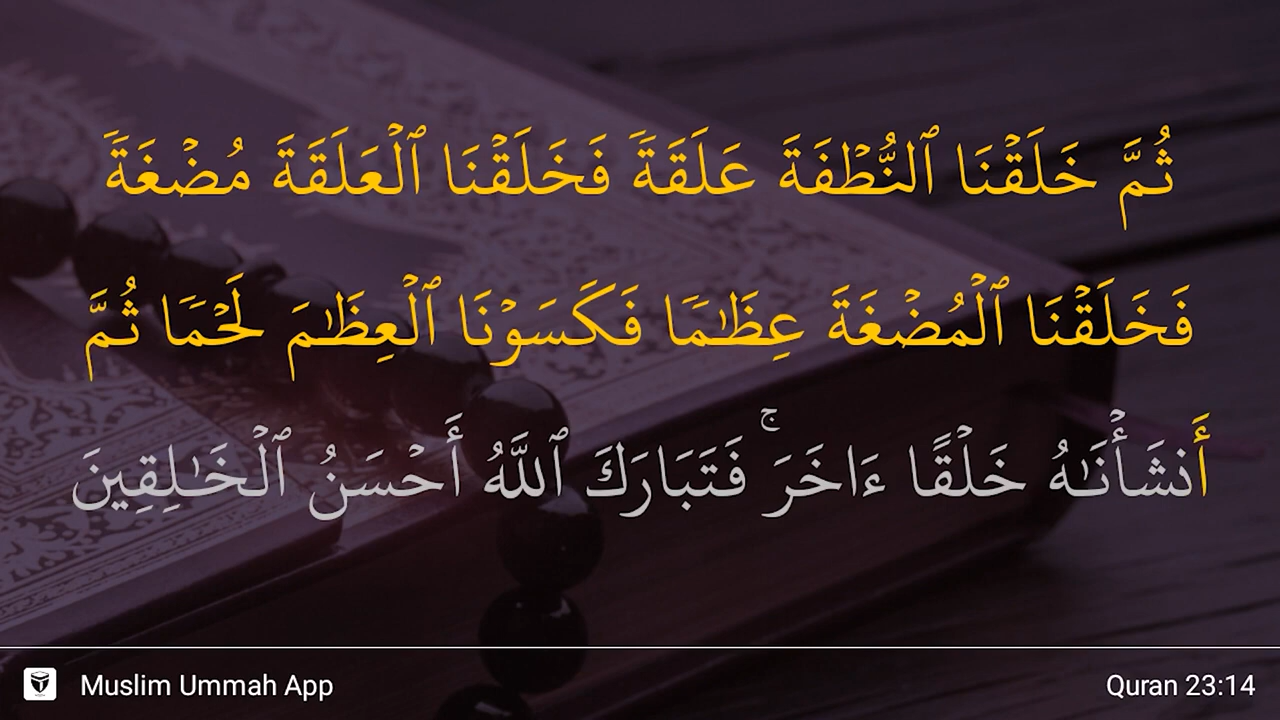 ثُمَّ خَلَقْنَا ٱلنُّطْفَةَ عَلَقَةً فَخَلَقْنَا ٱلْعَلَقَةَ مُضْغَةً
فَخَلَقْنَا ٱلْمُضْغَةَ عِظَٰمًا فَكَسَوْنَا ٱلْعِظَٰمَ لَحْمًا ثُمَّ
أَنشَأْنَٰهُ خَلْقًا ءَاخَرَ ۚ فَتَبَارَكَ ٱللَّهُ أَحْسَنُ ٱلْخَٰلِقِينَ
Muslim Ummah App
Quran 23:14